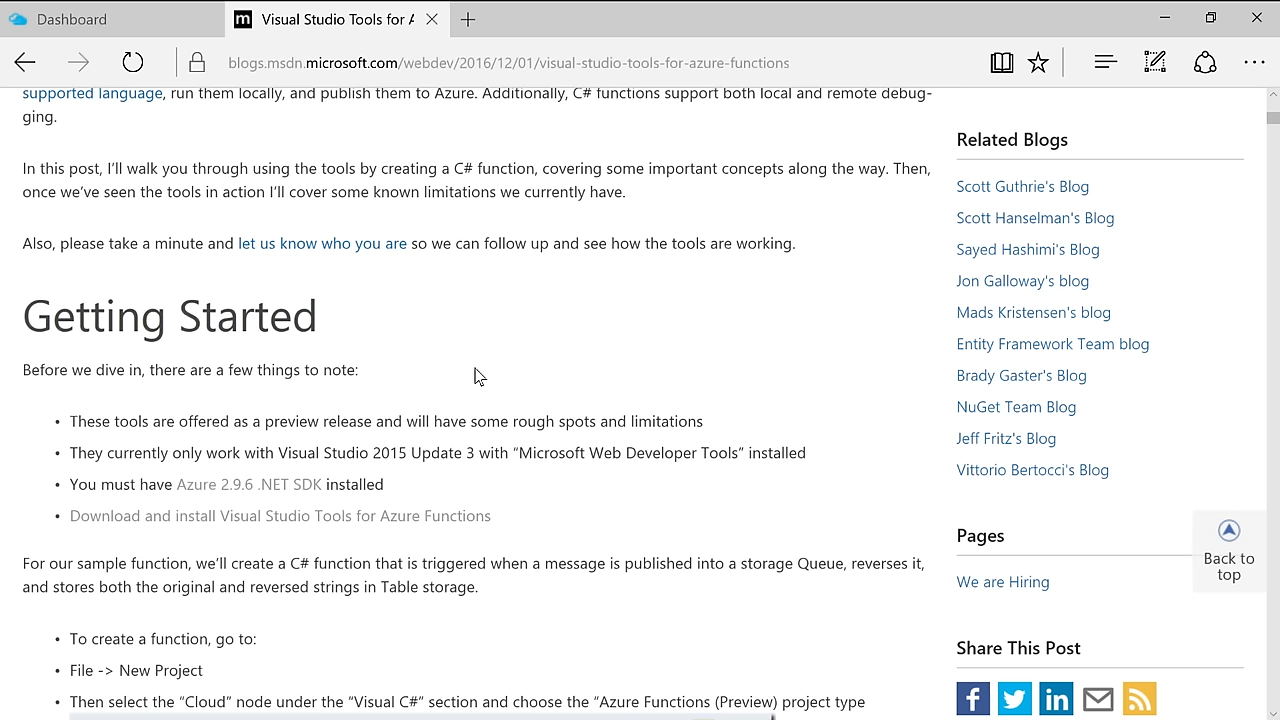 Dashboard
m Visual Studio Tools for A
blogs.msdn.microsoft.com/webdev/2016/12/01/visual-studio-tools-for-azure-functions
supported language, run them locally, and publish them to Azure. Additionally, C# functions support both local and remote debug-
ging.
In this post, I'll walk you through using the tools by creating a C# function, covering some important concepts along the way. Then,
once we've seen the tools in action I'll cover some known limitations we currently have.
Also, please take a minute and let us know who you are so we can follow up and see how the tools are working.
Getting Started
Before we dive in, there are a few things to note:
• These tools are offered as a preview release and will have some rough spots and limitations
• They currently only work with Visual Studio 2015 Update 3 with “Microsoft Web Developer Tools” installed
• You must have Azure 2.9.6 .NET SDK installed
• Download and install Visual Studio Tools for Azure Functions
For our sample function, we'll create a C# function that is triggered when a message is published into a storage Queue, reverses it,
and stores both the original and reversed strings in Table storage.
• To create a function, go to:
• File -> New Project
• Then select the “Cloud” node under the “Visual C#” section and choose the “Azure Functions (Preview) project type
Related Blogs
Scott Guthrie's Blog
Scott Hanselman's Blog
Sayed Hashimi's Blog
Jon Galloway's blog
Mads Kristensen's blog
Entity Framework Team blog
Brady Gaster's Blog
NuGet Team Blog
Jeff Fritz's Blog
Vittorio Bertocci's Blog
Pages
We are Hiring
Back to
top
Share This Post